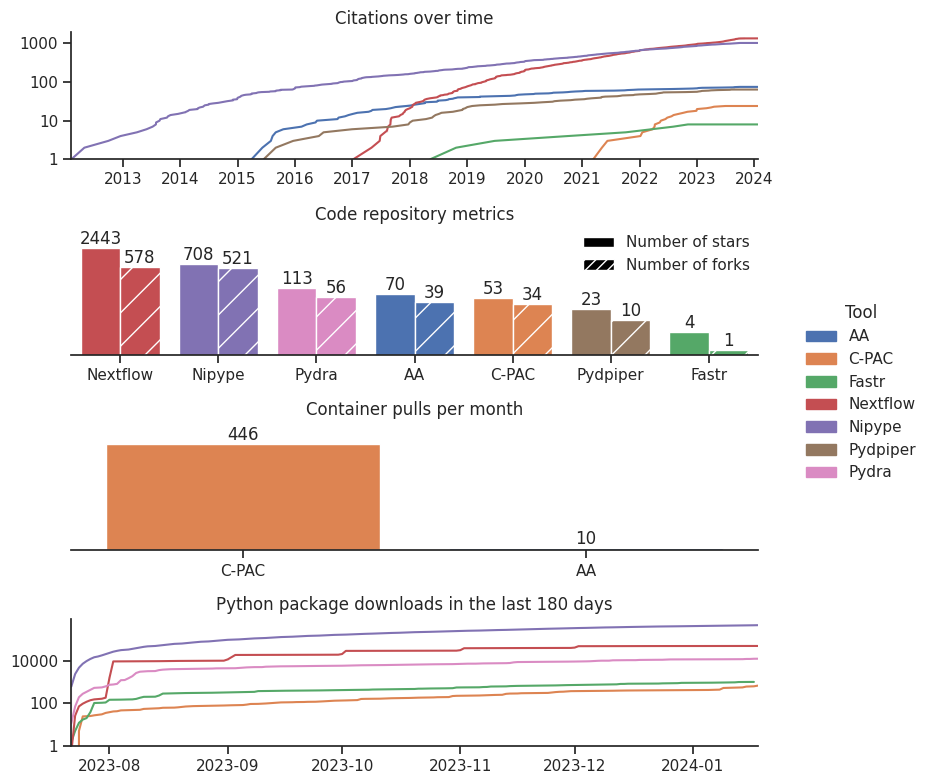 Citations over time
1000
100
10
1
2013 2014 2015 2016 2017 2018 2019 2020 2021 2022 2023 2024
Code repository metrics
2443 578 708 521 113 56 70 39 53 34 23 10 4 1
Number of stars
Number of forks
Nextflow Nipype Pydra AA C-PAC Pydpiper Fastr
Container pulls per month
446 10
C-PAC AA
Python package downloads in the last 180 days
10000
100
1
2023-08 2023-09 2023-10 2023-11 2023-12 2024-01
Tool
AA
C-PAC
Fastr
Nextflow
Nipype
Pydpiper
Pydra